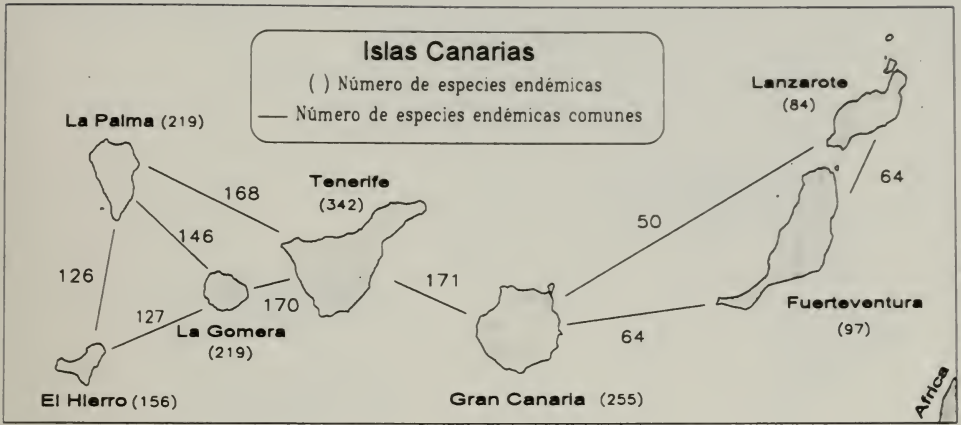 Islas Canarias
( ) Número de especies endémicas
— Número de especies endémicas comunes
La Palma (219)
Tenerife
(342)
Lanzarote
(84)
168
146
126
127
170
171
50
64
64
La Gomera
(219)
El Hierro (156)
Gran Canaria (255)
Fuerteventura
(97)
Africa